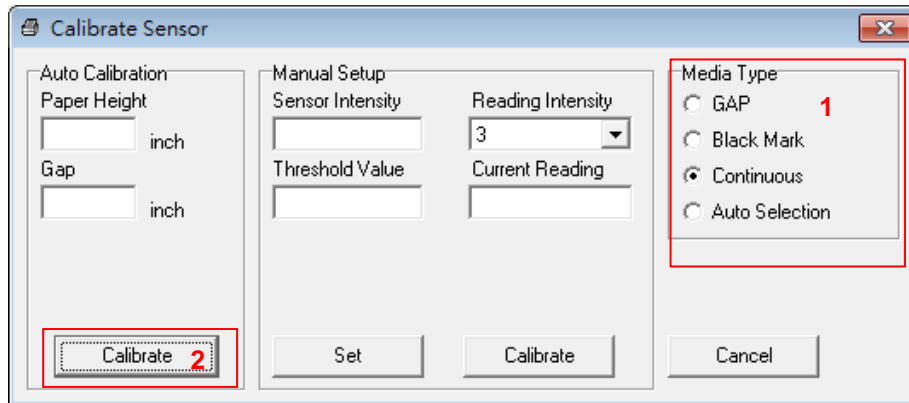 Calibrate Sensor
Auto Calibration
Paper Height
inch
Gap
inch
Calibrate 2
Manual Setup
Sensor Intensity
Reading Intensity
3
Threshold Value
Current Reading
Set
Calibrate
Media Type
GAP
1
Black Mark
Continuous
Auto Selection
Cancel